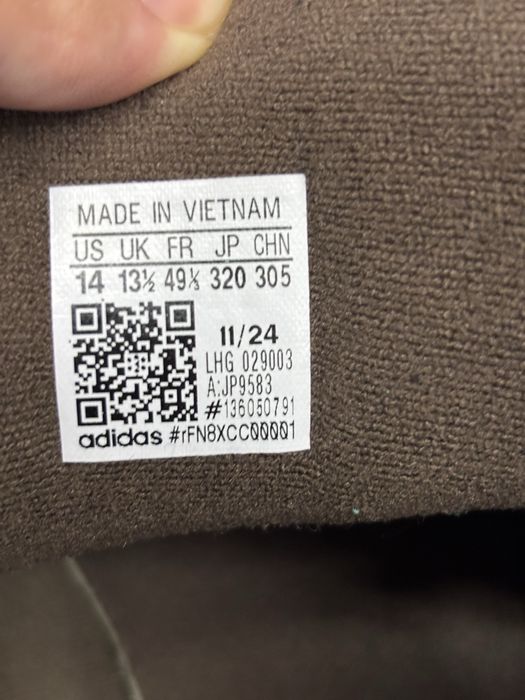 MADE IN VIETNAM
US UK FR JP CHN
14 13½ 49⅓ 320 305
11/24
LHG 029003
A:JP9583
#136050791
adidas #rFN8XCC00001